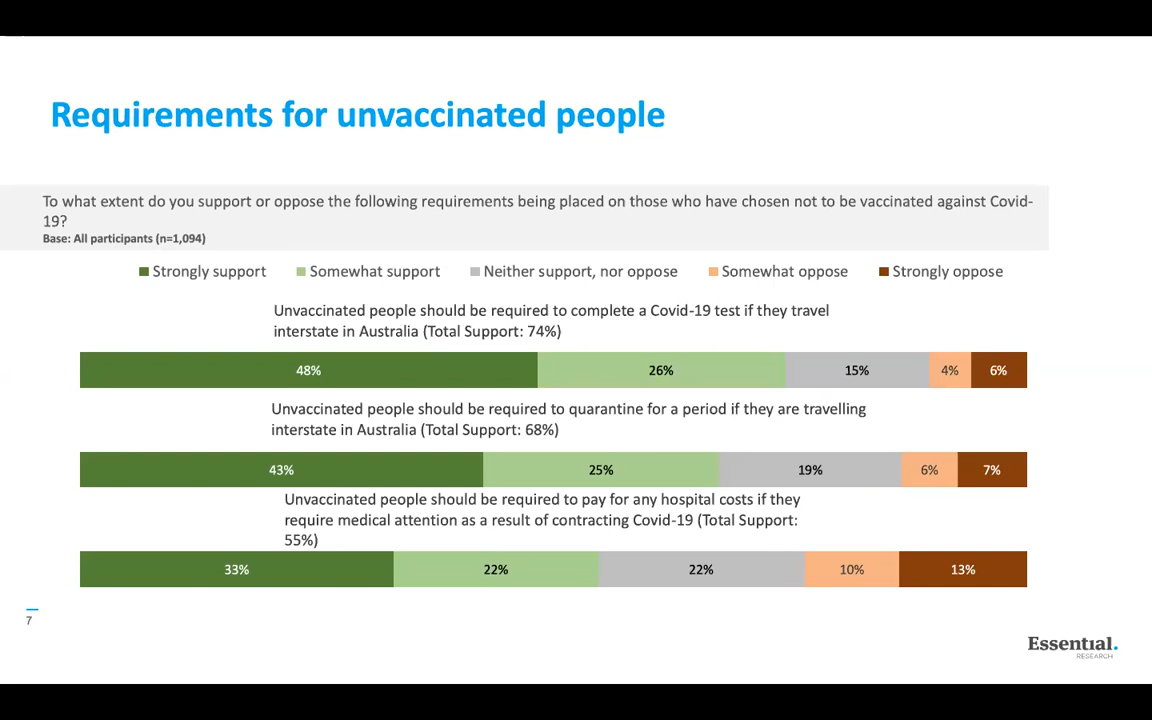 Requirements for unvaccinated people
To what extent do you support or oppose the following requirements being placed on those who have chosen not to be vaccinated against Covid-
19?
Base: All participants (n=1,094)
Strongly support Somewhat support Neither support, nor oppose Somewhat oppose Strongly oppose
Unvaccinated people should be required to complete a Covid-19 test if they travel
interstate in Australia (Total Support: 74%)
48% 26% 15% 4% 6%
Unvaccinated people should be required to quarantine for a period if they are travelling
interstate in Australia (Total Support: 68%)
43% 25% 19% 6% 7%
Unvaccinated people should be required to pay for any hospital costs if they
require medical attention as a result of contracting Covid-19 (Total Support:
55%)
33% 22% 22% 10% 13%
7
Essential.
RESEARCH